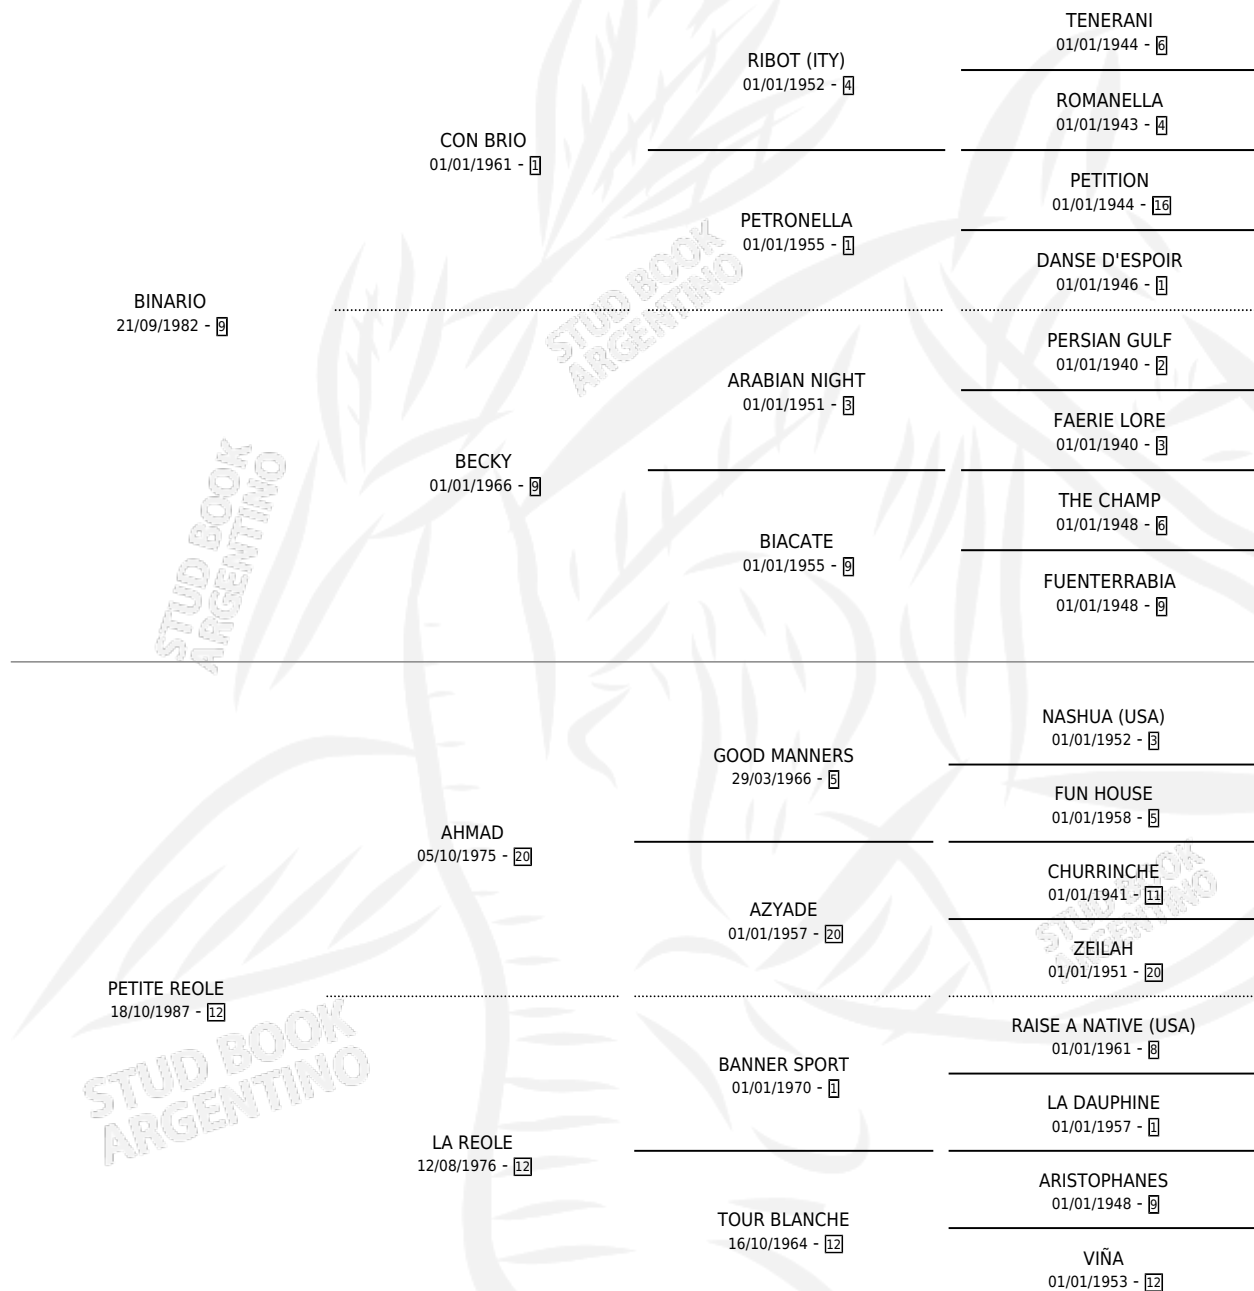 TENERANI
01/01/1944 - 6
RIBOT (ITY)
01/01/1952 - 4
ROMANELLA
01/01/1943 - 4
CON BRIO
01/01/1961 - 1
PETITION
01/01/1944 - 16
PETRONELLA
01/01/1955 - 1
DANSE D'ESPOIR
01/01/1946 - 1
STUD BOOK
ARGENTINO
BINARIO
21/09/1982 - 9
PERSIAN GULF
01/01/1940 - 2
ARABIAN NIGHT
01/01/1951 - 3
FAERIE LORE
01/01/1940 - 3
BECKY
01/01/1966 - 9
THE CHAMP
01/01/1948 - 6
BIACATE
01/01/1955 - 9
FUENTERRABIA
01/01/1948 - 9
STUD BOOK
ARGENTINO
NASHUA (USA)
01/01/1952 - 3
GOOD MANNERS
29/03/1966 - 5
FUN HOUSE
01/01/1958 - 5
AHMAD
05/10/1975 - 20
CHURRINCHE
01/01/1941 - 11
AZYADE
01/01/1957 - 20
ZEILAH
01/01/1951 - 20
STUD BOOK
ARGENTINO
PETITE REOLE
18/10/1987 - 12
RAISE A NATIVE (USA)
01/01/1961 - 8
BANNER SPORT
01/01/1970 - 1
LA DAUPHINE
01/01/1957 - 1
STUD BOOK
ARGENTINO
LA REOLE
12/08/1976 - 12
ARISTOPHANES
01/01/1948 - 9
TOUR BLANCHE
16/10/1964 - 12
VIÑA
01/01/1953 - 12